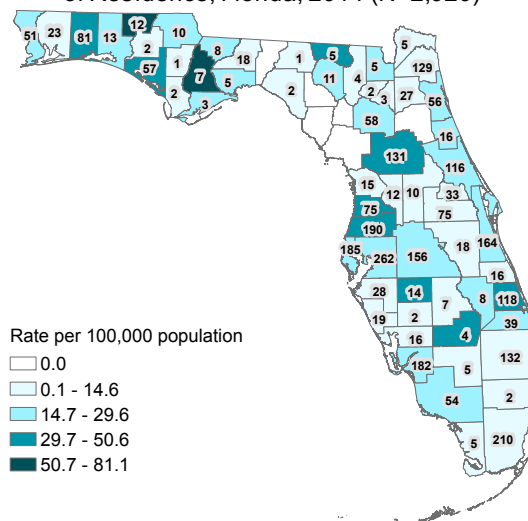 of Residence, Florida, 2014
51 23 81 13 12 10
2 57 1 7 8 18
2 3 5
1 5 5 5 129
2 11 4 2 3 27 56
58 16
131 116
15 12 10 33
75 75
190 18 164
185 262 156
16
28 14 7 8 118
19 2 39
16 4
182 5 132
54 2
5 210
Rate per 100,000 population
0.0
0.1 - 14.6
14.7 - 29.6
29.7 - 50.6
50.7 - 81.1